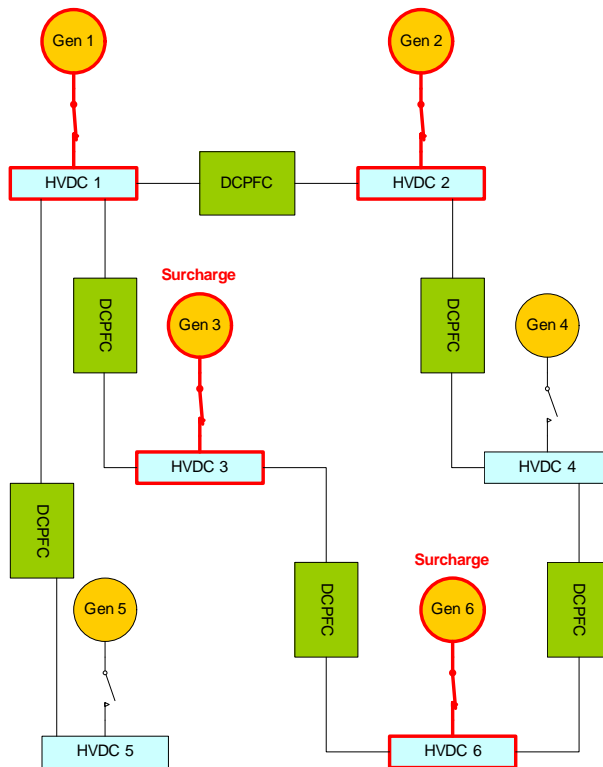 Gen 1
Gen 2
DCPFC
HVDC 1
HVDC 2
Surcharge
DCPFC
DCPFC
Gen 3
Gen 4
HVDC 3
HVDC 4
DCPFC
Surcharge
DCPFC
DCPFC
Gen 5
Gen 6
HVDC 5
HVDC 6